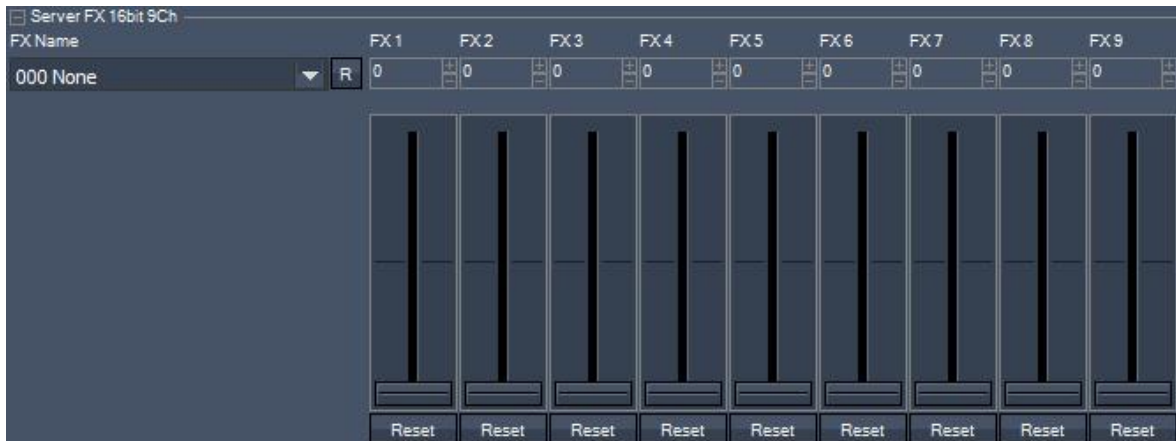 Server FX 16bit 9Ch
FX Name FX 1 FX 2 FX 3 FX 4 FX 5 FX 6 FX 7 FX 8 FX 9
000 None R 0 0 0 0 0 0 0 0 0
Reset Reset Reset Reset Reset Reset Reset Reset Reset